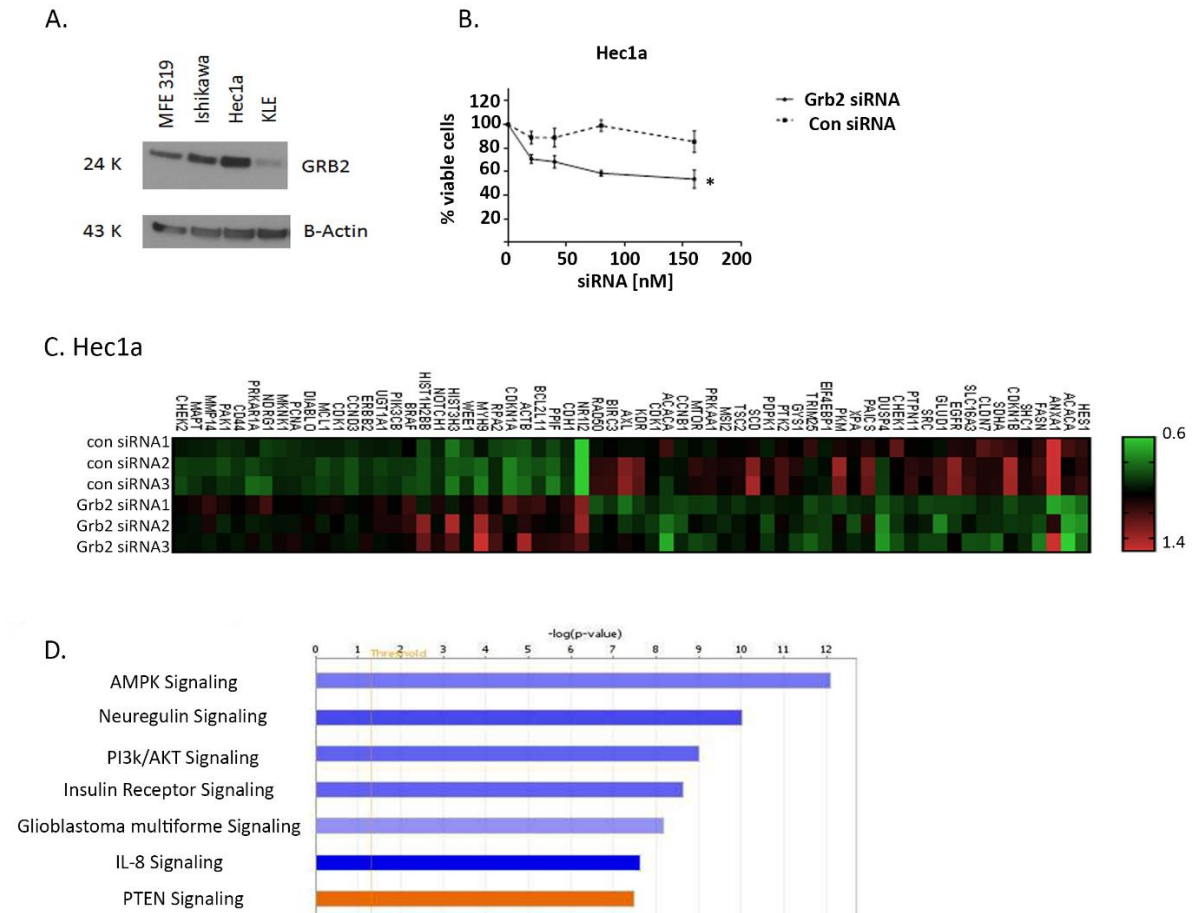 A.
MFE 319
Ishikawa
Hec1a
KLE
24 K
GRB2
43 K
B-Actin
B.
Hec1a
120
100
80
60
40
20
0
50
100
150
200
% viable cells
siRNA [nM]
*
Grb2 siRNA
Con siRNA
C. Hec1a
CHEK2
MAPT
MMP14
PAK1
CD44
PRKAR1A
NDRG1
MKNK1
PCNA
DIABLO
MCL1
CDK1
CCND3
ERBB2
UGT1A1
PIK3CB
BRAF
HIST1H2BB
NOTCH1
HIST3H3
WEE1
MYH9
RPA2
CDKN1A
ACTB
BCL2L11
PPIF
CDH1
NR1I2
RAD50
BIRC3
AXL
KDR
CDK1
ACACA
CCNB1
MTOR
PRKAA1
MSI2
TSC2
SCD
PDPK1
PTK2
GYS1
TRIM25
EIF4EBP1
PKM
XPA
PAICS
DUSP4
CHEK1
PTPN11
SRC
GLUD1
EGFR
SLC16A3
CLDN7
SDHA
CDKN1B
SHC1
FASN
ANXA1
ACACA
HES1
con siRNA1
con siRNA2
con siRNA3
Grb2 siRNA1
Grb2 siRNA2
Grb2 siRNA3
0.6
1.4
D.
-log(p-value)
0 1 2 3 4 5 6 7 8 9 10 11 12
Threshold
AMPK Signaling
Neuregulin Signaling
PI3k/AKT Signaling
Insulin Receptor Signaling
Glioblastoma multiforme Signaling
IL-8 Signaling
PTEN Signaling